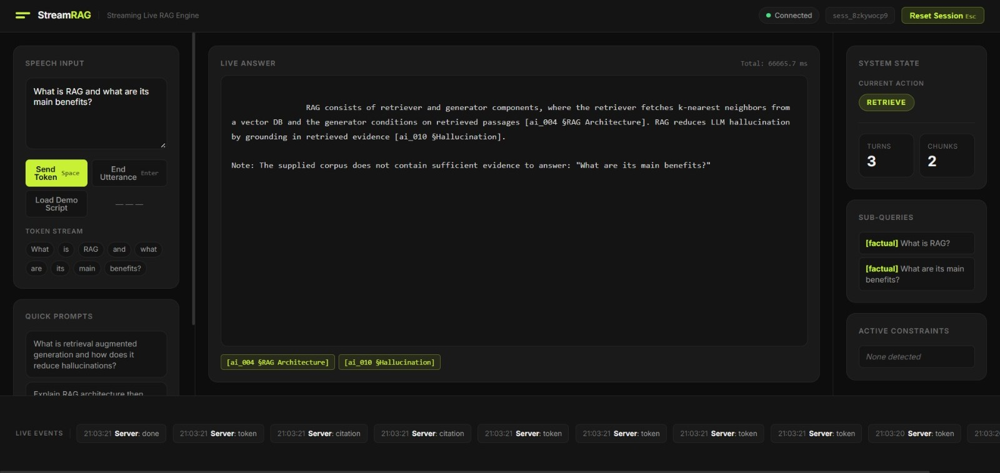 StreamRAG
Streaming Live RAG Engine
Connected
sess_8zkywocp9
Reset Session Esc
SPEECH INPUT
What is RAG and what are its
main benefits?
Send
Token
Space
End
Utterance
Enter
Load Demo
Script
———
TOKEN STREAM
What is RAG and what
are its main benefits?
QUICK PROMPTS
What is retrieval augmented
generation and how does it
reduce hallucinations?
Explain RAG architecture then
LIVE ANSWER
Total: 66665.7 ms
RAG consists of retriever and generator components, where the retriever fetches k-nearest neighbors from
a vector DB and the generator conditions on retrieved passages [ai_004 §RAG Architecture]. RAG reduces LLM hallucination
by grounding in retrieved evidence [ai_010 §Hallucination].
Note: The supplied corpus does not contain sufficient evidence to answer: "What are its main benefits?"
[ai_004 §RAG Architecture] [ai_010 §Hallucination]
SYSTEM STATE
CURRENT ACTION
RETRIEVE
TURNS
3
CHUNKS
2
SUB-QUERIES
[factual] What is RAG?
[factual] What are its main
benefits?
ACTIVE CONSTRAINTS
None detected
LIVE EVENTS
21:03:21 Server: done
21:03:21 Server: token
21:03:21 Server: citation
21:03:21 Server: citation
21:03:21 Server: token
21:03:21 Server: token
21:03:21 Server: token
21:03:21 Server: token
21:03:20 Server: token